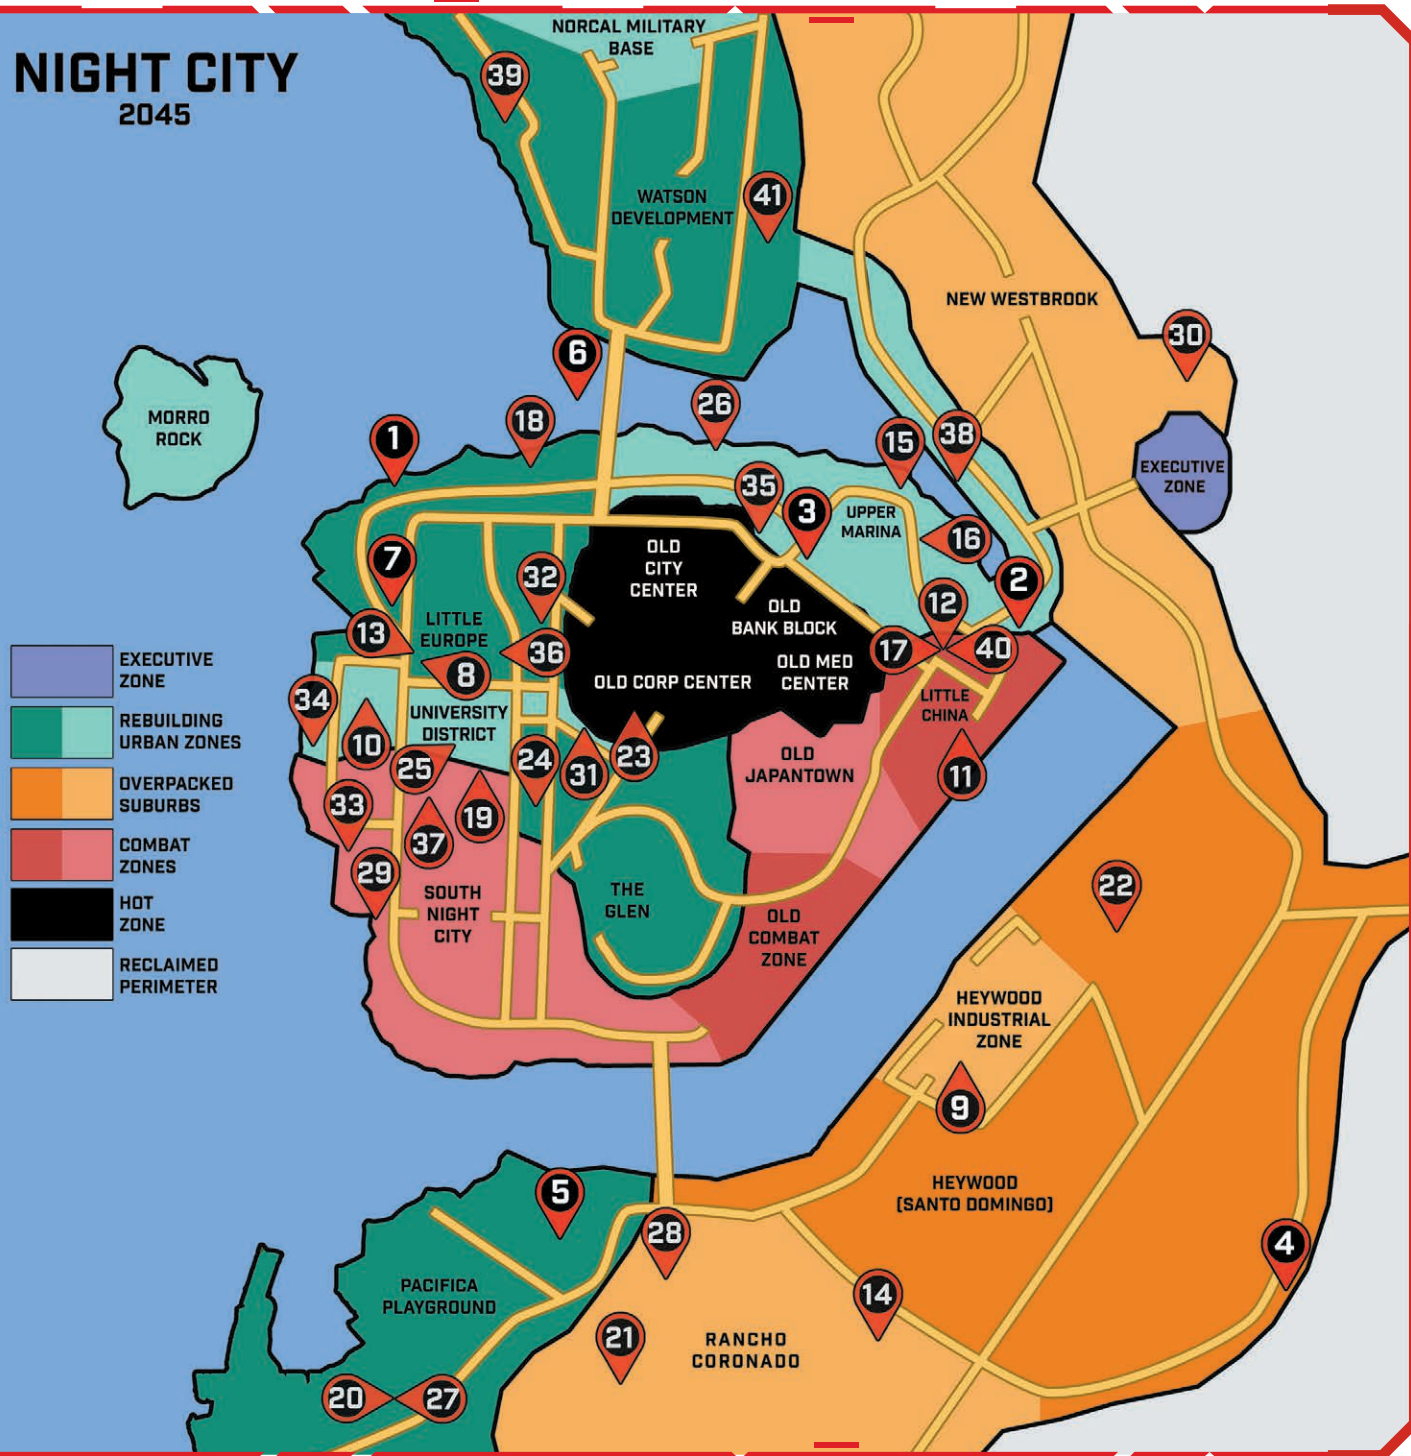 NORCAL MILITARY
BASE
NIGHT CITY
2045
39
WATSON
DEVELOPMENT
41
NEW WESTBROOK
30
6
MORRO
ROCK
26
18
1
15
38
EXECUTIVE
ZONE
35
3
UPPER
MARINA
16
OLD
CITY
CENTER
7
32
2
12
OLD
BANK BLOCK
13
LITTLE
EUROPE
36
17
40
8
OLD CORP CENTER
OLD MED
CENTER
34
LITTLE
CHINA
UNIVERSITY
DISTRICT
10
25
24
31
23
OLD
JAPANTOWN
11
33
19
37
29
SOUTH
NIGHT
CITY
THE
GLEN
OLD
COMBAT
ZONE
22
EXECUTIVE
ZONE
REBUILDING
URBAN ZONES
OVERPACKED
SUBURBS
COMBAT
ZONES
HOT
ZONE
RECLAIMED
PERIMETER
HEYWOOD
INDUSTRIAL
ZONE
9
5
HEYWOOD
(SANTO DOMINGO)
28
4
PACIFICA
PLAYGROUND
14
21
RANCHO
CORONADO
20
27